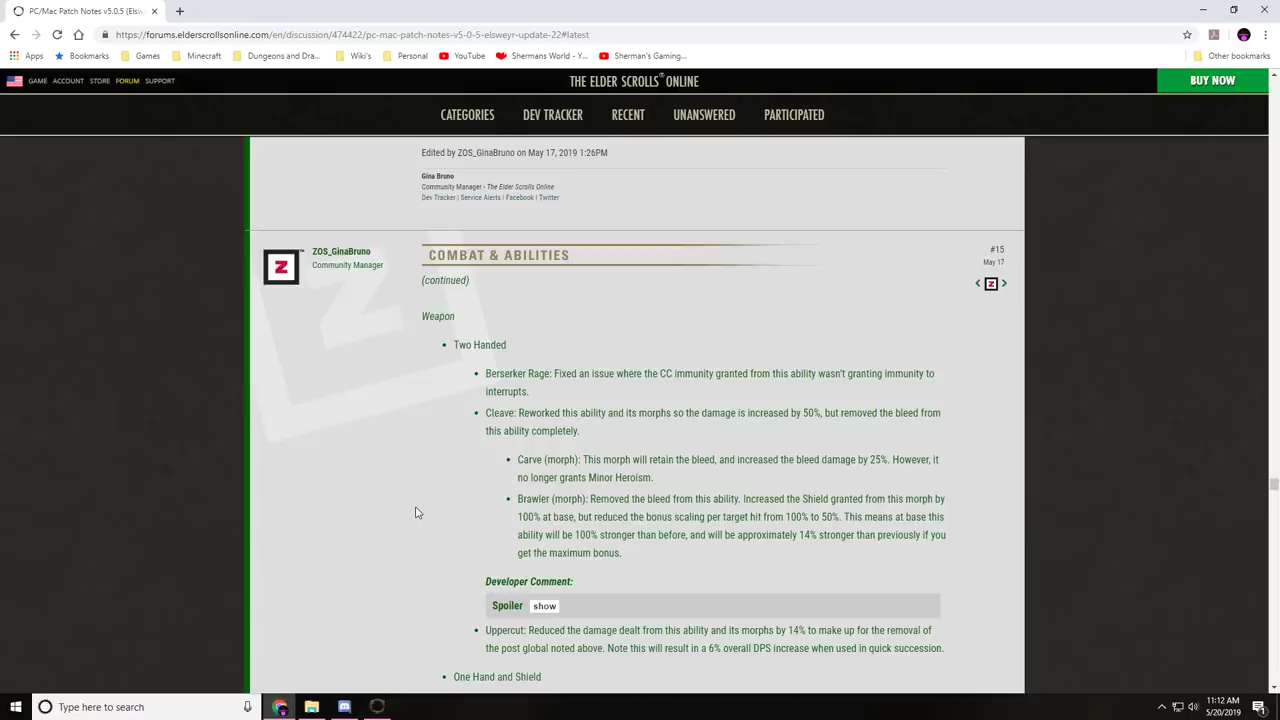 PC/Mac Patch Notes v5.0.5 (Elsw
https://forums.elderscrollsonline.com/en/discussion/474422/pc-mac-patch-notes-v5-0-5-elsweyr-update-22#latest
Apps Bookmarks Games Minecraft Dungeons and Dra... Wiki's Personal YouTube Shermans World - Y... Sherman's Gaming... Other bookmarks
GAME ACCOUNT STORE FORUM SUPPORT
THE ELDER SCROLLS ONLINE
BUY NOW
CATEGORIES DEV TRACKER RECENT UNANSWERED PARTICIPATED
Edited by ZOS_GinaBruno on May 17, 2019 1:26PM
Gina Bruno
Community Manager - The Elder Scrolls Online
Dev Tracker | Service Alerts | Facebook | Twitter
ZOS_GinaBruno
Community Manager
COMBAT & ABILITIES
#15
May 17
(continued)
Weapon
• Two Handed
• Berserker Rage: Fixed an issue where the CC immunity granted from this ability wasn't granting immunity to
interrupts.
• Cleave: Reworked this ability and its morphs so the damage is increased by 50%, but removed the bleed from
this ability completely.
• Carve (morph): This morph will retain the bleed, and increased the bleed damage by 25%. However, it
no longer grants Minor Heroism.
• Brawler (morph): Removed the bleed from this ability. Increased the Shield granted from this morph by
100% at base, but reduced the bonus scaling per target hit from 100% to 50%. This means at base this
ability will be 100% stronger than before, and will be approximately 14% stronger than previously if you
get the maximum bonus.
Developer Comment:
Spoiler show
• Uppercut: Reduced the damage dealt from this ability and its morphs by 14% to make up for the removal of
the post global noted above. Note this will result in a 6% overall DPS increase when used in quick succession.
• One Hand and Shield
Type here to search
11:12 AM
5/20/2019